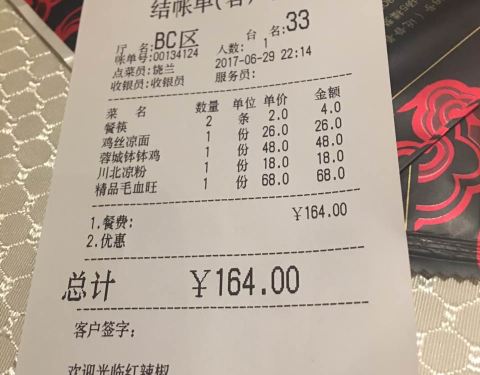 结帐单(客
厅 名:BC区 台 名:33
帐单号:00134124 人数: 1
点菜员:饶兰 2017-06-29 22:14
收银员:收银员 服务员:
菜 名 数量 单位 单价 金额
餐筷 2 条 2.0 4.0
鸡丝凉面 1 份 26.0 26.0
蓉城钵钵鸡 1 份 48.0 48.0
川北凉粉 1 份 18.0 18.0
精品毛血旺 1 份 68.0 68.0
1.餐费: ¥164.00
2.优惠
总计 ¥164.00
客户签字:
欢迎光临红辣椒